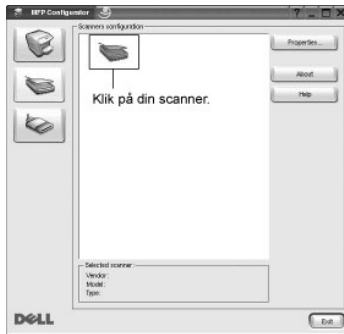 MFP Configurator
Scanners configuration
Klik på din scanner.
Properties...
About
Help
Selected scanner:
Vendor:
Model:
Type:
DELL
Exit